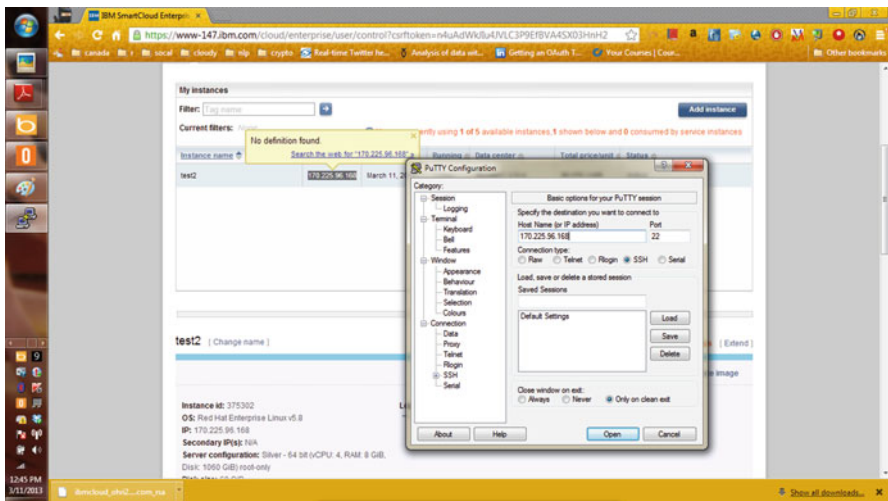 IBM SmartCloud Enterpris ×
https://www-147.ibm.com/cloud/enterprise/user/control?csrftoken=
canada
socal
cloudy
nlp
crypto
Real-time Twitter he...
Analysis of data wit...
Getting an OAuth T...
Your Courses | Cour...
Other bookmarks
My instances
Filter: Tag name
Add instance
Current filters: None
ently using 1 of 5 available instances, 1 shown below and 0 consumed by service instances
No definition found.
Search the web for "170.225.96.168" »
Instance name
Running
Data center
Total price/unit
Status
test2
170.225.96.168
March 11, 2
PuTTY Configuration
Category:
Session
Logging
Terminal
Keyboard
Bell
Features
Window
Appearance
Behaviour
Translation
Selection
Colours
Connection
Data
Proxy
Telnet
Rlogin
SSH
Serial
Basic options for your PuTTY session
Specify the destination you want to connect to
Host Name (or IP address)
Port
170.225.96.168
22
Connection type:
Raw
Telnet
Rlogin
SSH
Serial
Load, save or delete a stored session
Saved Sessions
Default Settings
Load
Save
Delete
Close window on exit:
Always
Never
Only on clean exit
About
Help
Open
Cancel
test2 [ Change name ]
[ Extend ]
te image
Instance id: 375302
OS: Red Hat Enterprise Linux v5.8
IP: 170.225.96.168
Secondary IP(s): N/A
Server configuration: Silver - 64 bit (vCPU: 4, RAM: 8 GiB,
Disk: 1060 GiB) root-only
12:45 PM
3/11/2013
Show all downloads...